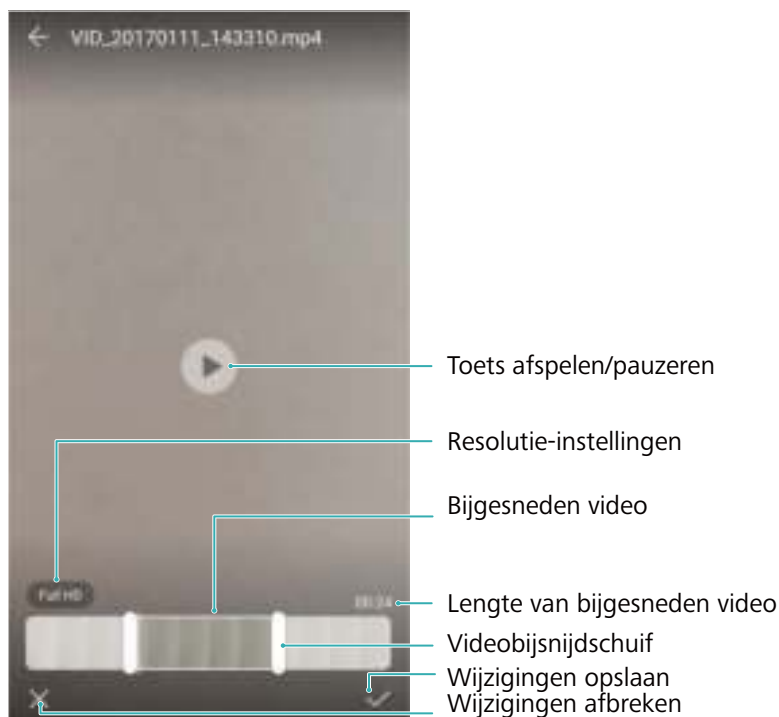 VID_20170111_143310.mp4
Toets afspelen/pauzeren
Resolutie-instellingen
Bijgesneden video
Full HD
Lengte van bijgesneden video
Videobijsnijdschuif
Wijzigingen opslaan
Wijzigingen afbreken